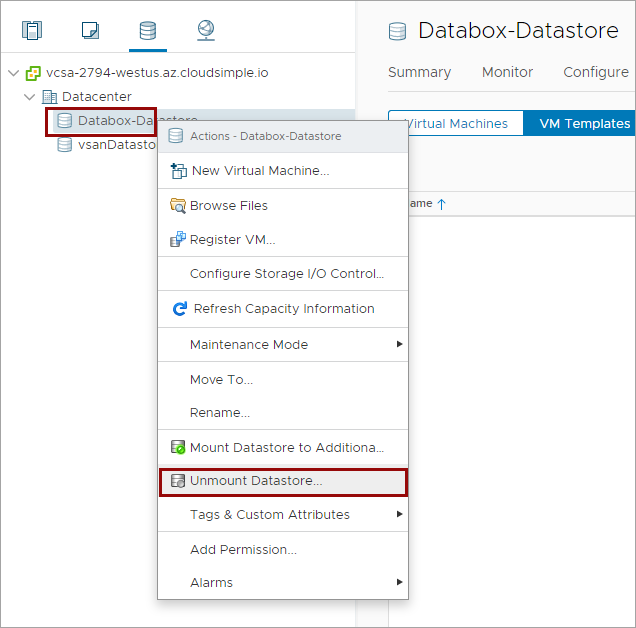 vcsa-2794-westus.az.cloudsimple.io
Datacenter
Databox-Datastore
Databox-Datastore
Summary
Monitor
Configure
Virtual Machines
VM Templates
ame ↑
Actions - Databox-Datastore
New Virtual Machine...
Browse Files
Register VM...
Configure Storage I/O Control...
Refresh Capacity Information
Maintenance Mode
Move To...
Rename...
Mount Datastore to Additiona...
Unmount Datastore...
Tags & Custom Attributes
Add Permission...
Alarms